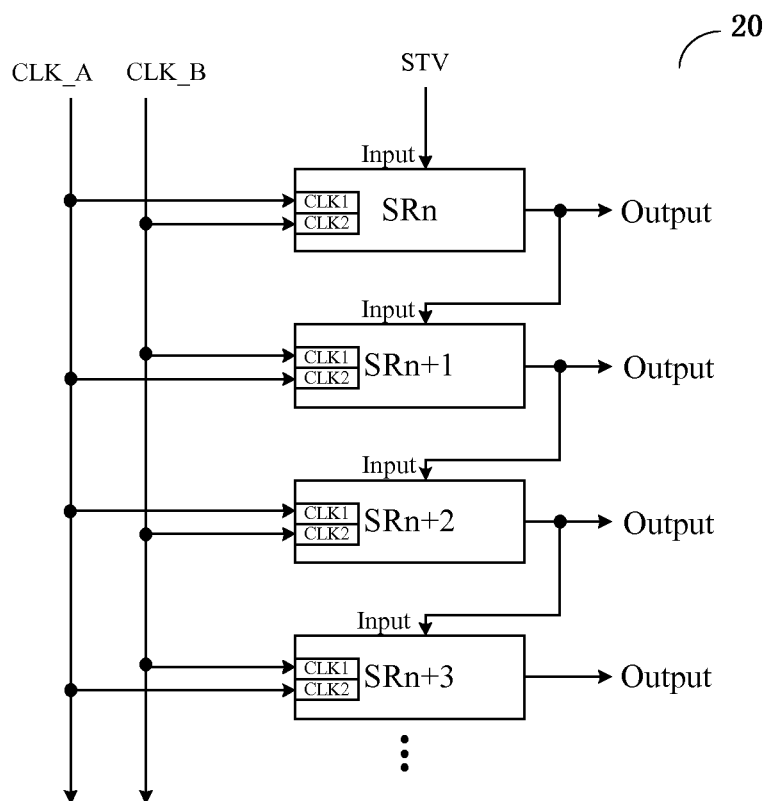 20
CLK_A CLK_B STV
Input
CLK1
CLK2
SRn
Output
Input
CLK1
CLK2
SRn+1
Output
Input
CLK1
CLK2
SRn+2
Output
Input
CLK1
CLK2
SRn+3
Output